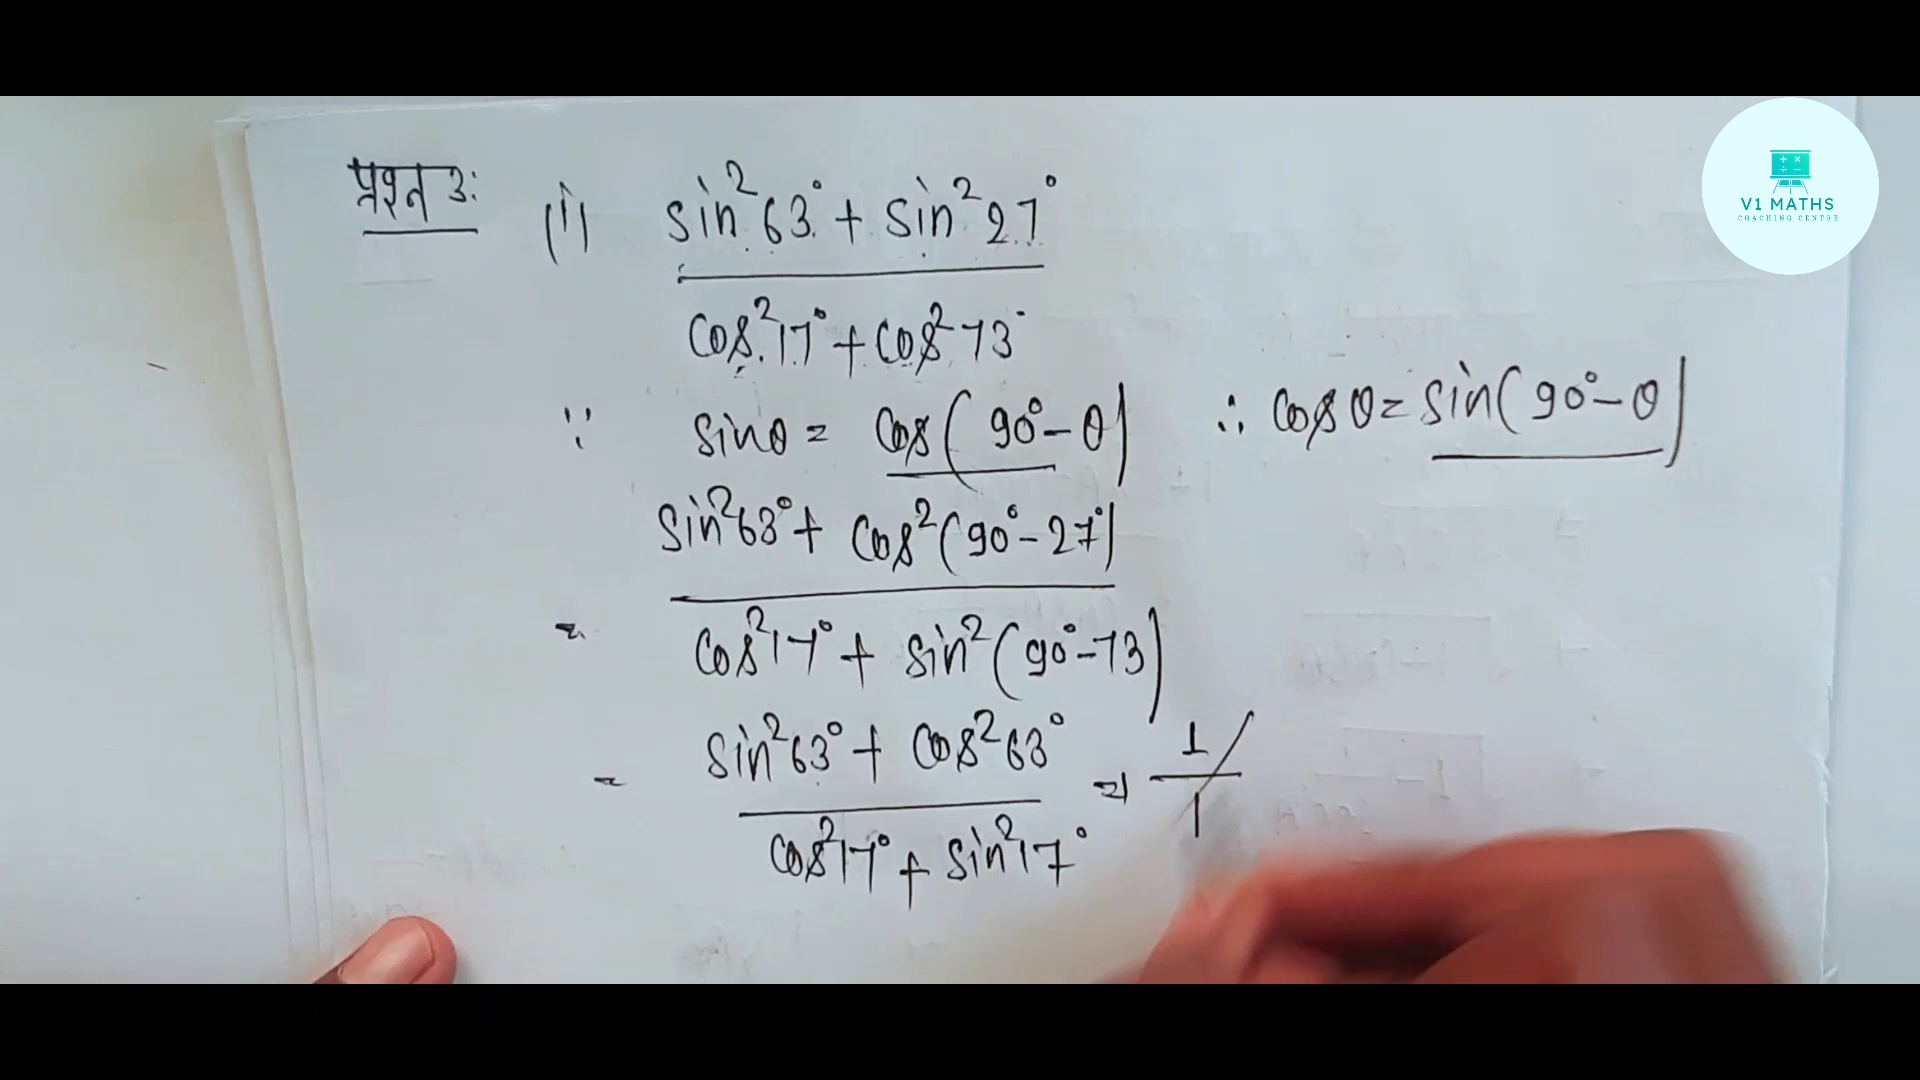 प्रश्न 3: (i) sin²63° + sin²27°
cos²17° + cos²73°
∵ sinθ = cos(90° - θ) ∴ cosθ = sin(90° - θ)
sin²63° + cos²(90° - 27°)
=
cos²17° + sin²(90° - 73)
= sin²63° + cos²63° = 1/1
cos²17° + sin²17°
V1 MATHS
COACHING CENTRE